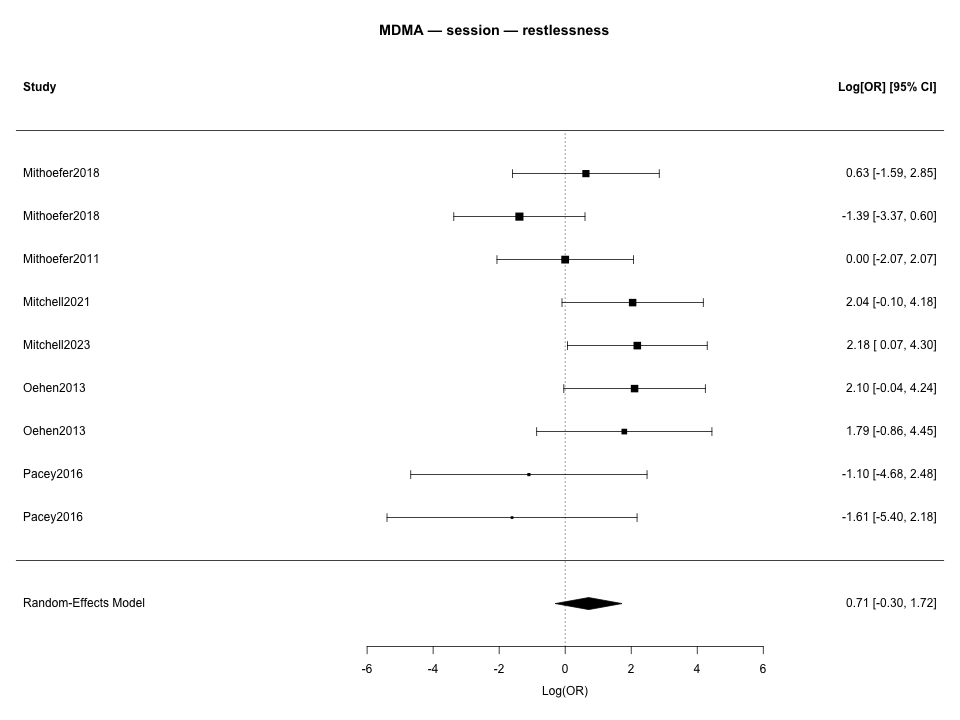 MDMA — session — restlessness
Study Log[OR] [95% CI]
Mithoefer2018 0.63 [-1.59, 2.85]
Mithoefer2018 -1.39 [-3.37, 0.60]
Mithoefer2011 0.00 [-2.07, 2.07]
Mitchell2021 2.04 [-0.10, 4.18]
Mitchell2023 2.18 [ 0.07, 4.30]
Oehen2013 2.10 [-0.04, 4.24]
Oehen2013 1.79 [-0.86, 4.45]
Pacey2016 -1.10 [-4.68, 2.48]
Pacey2016 -1.61 [-5.40, 2.18]
Random-Effects Model 0.71 [-0.30, 1.72]
-6 -4 -2 0 2 4 6
Log(OR)